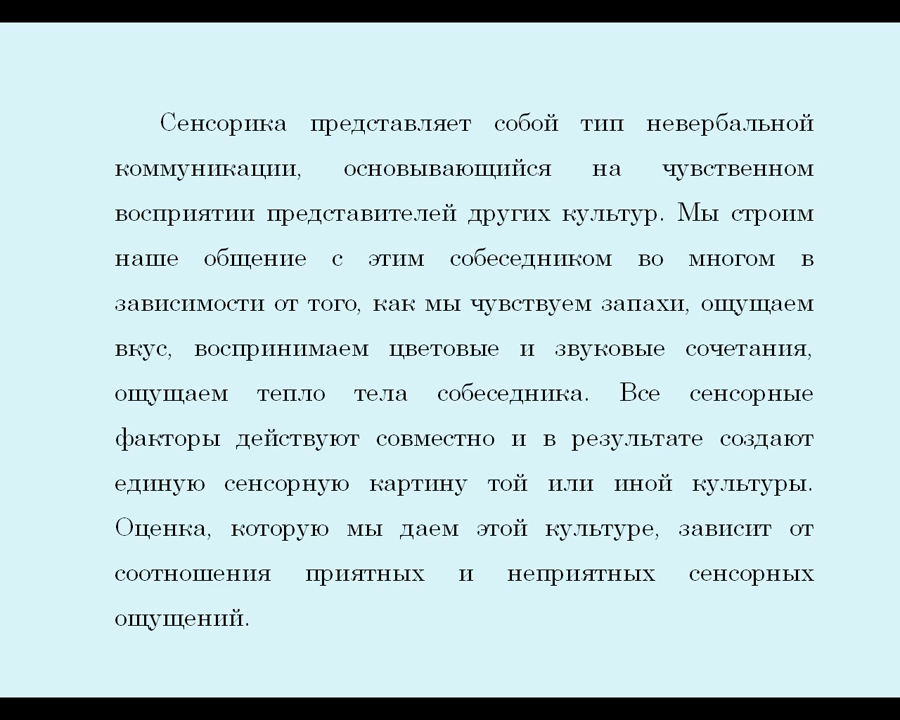 Сенсорика представляет собой тип невербальной
коммуникации, основывающийся на чувственном
восприятии представителей других культур. Мы строим
наше общение с этим собеседником во многом в
зависимости от того, как мы чувствуем запахи, ощущаем
вкус, воспринимаем цветовые и звуковые сочетания,
ощущаем тепло тела собеседника. Все сенсорные
факторы действуют совместно и в результате создают
единую сенсорную картину той или иной культуры.
Оценка, которую мы даем этой культуре, зависит от
соотношения приятных и неприятных сенсорных
ощущений.